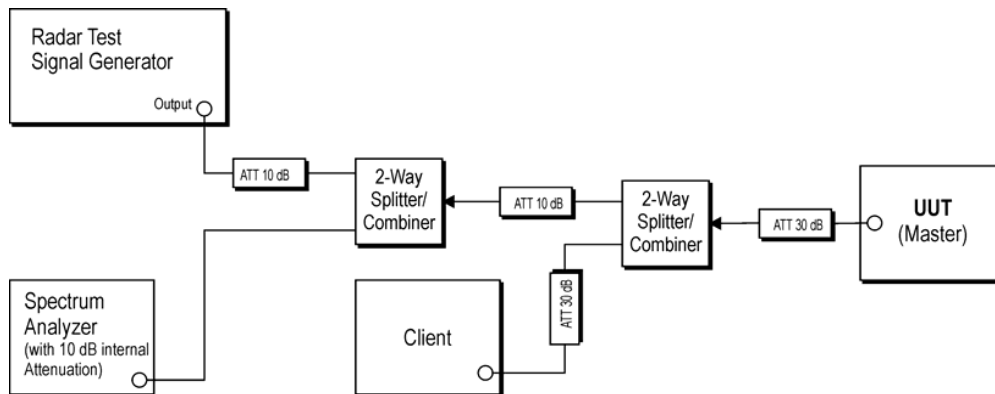 Radar Test
Signal Generator
Output
ATT 10 dB
2-Way
Splitter/
Combiner
ATT 10 dB
2-Way
Splitter/
Combiner
ATT 30 dB
UUT
(Master)
Spectrum
Analyzer
(with 10 dB internal
Attenuation)
Client
ATT 30 dB